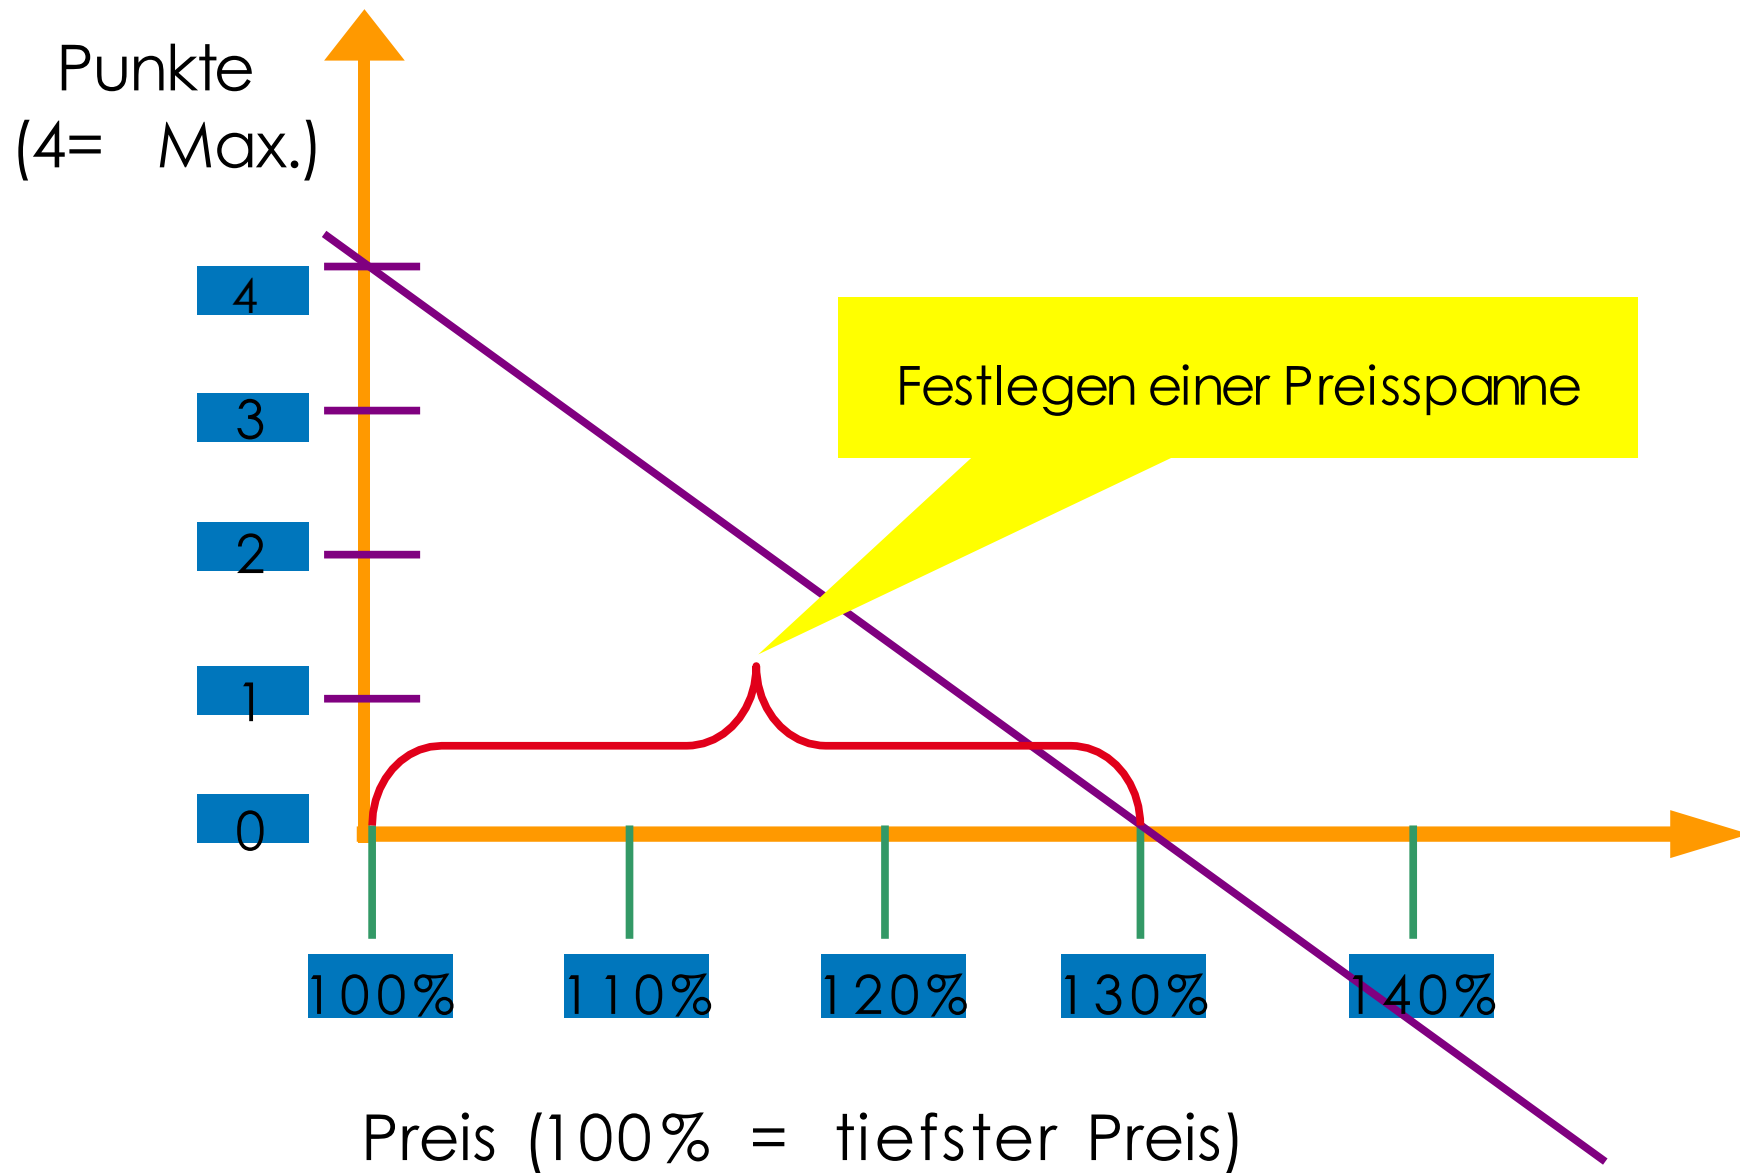 Punkte
(4= Max.)
4
Festlegen einer Preisspanne
3
2
1
0
100%
110%
120%
130%
140%
Preis (100% = tiefster Preis)